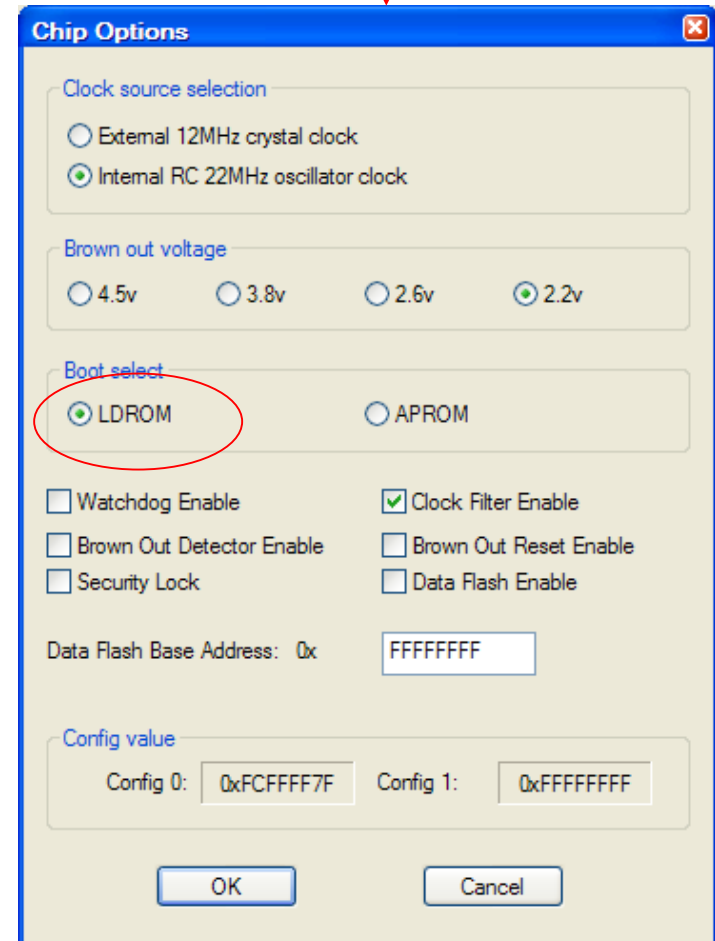 Chip Options
Clock source selection
External 12MHz crystal clock
Internal RC 22MHz oscillator clock
Brown out voltage
4.5v 3.8v 2.6v 2.2v
Boot select
LDROM APROM
Watchdog Enable Clock Filter Enable
Brown Out Detector Enable Brown Out Reset Enable
Security Lock Data Flash Enable
Data Flash Base Address: 0x FFFFFFFF
Config value
Config 0: 0xFCFFFF7F Config 1: 0xFFFFFFFF
OK Cancel